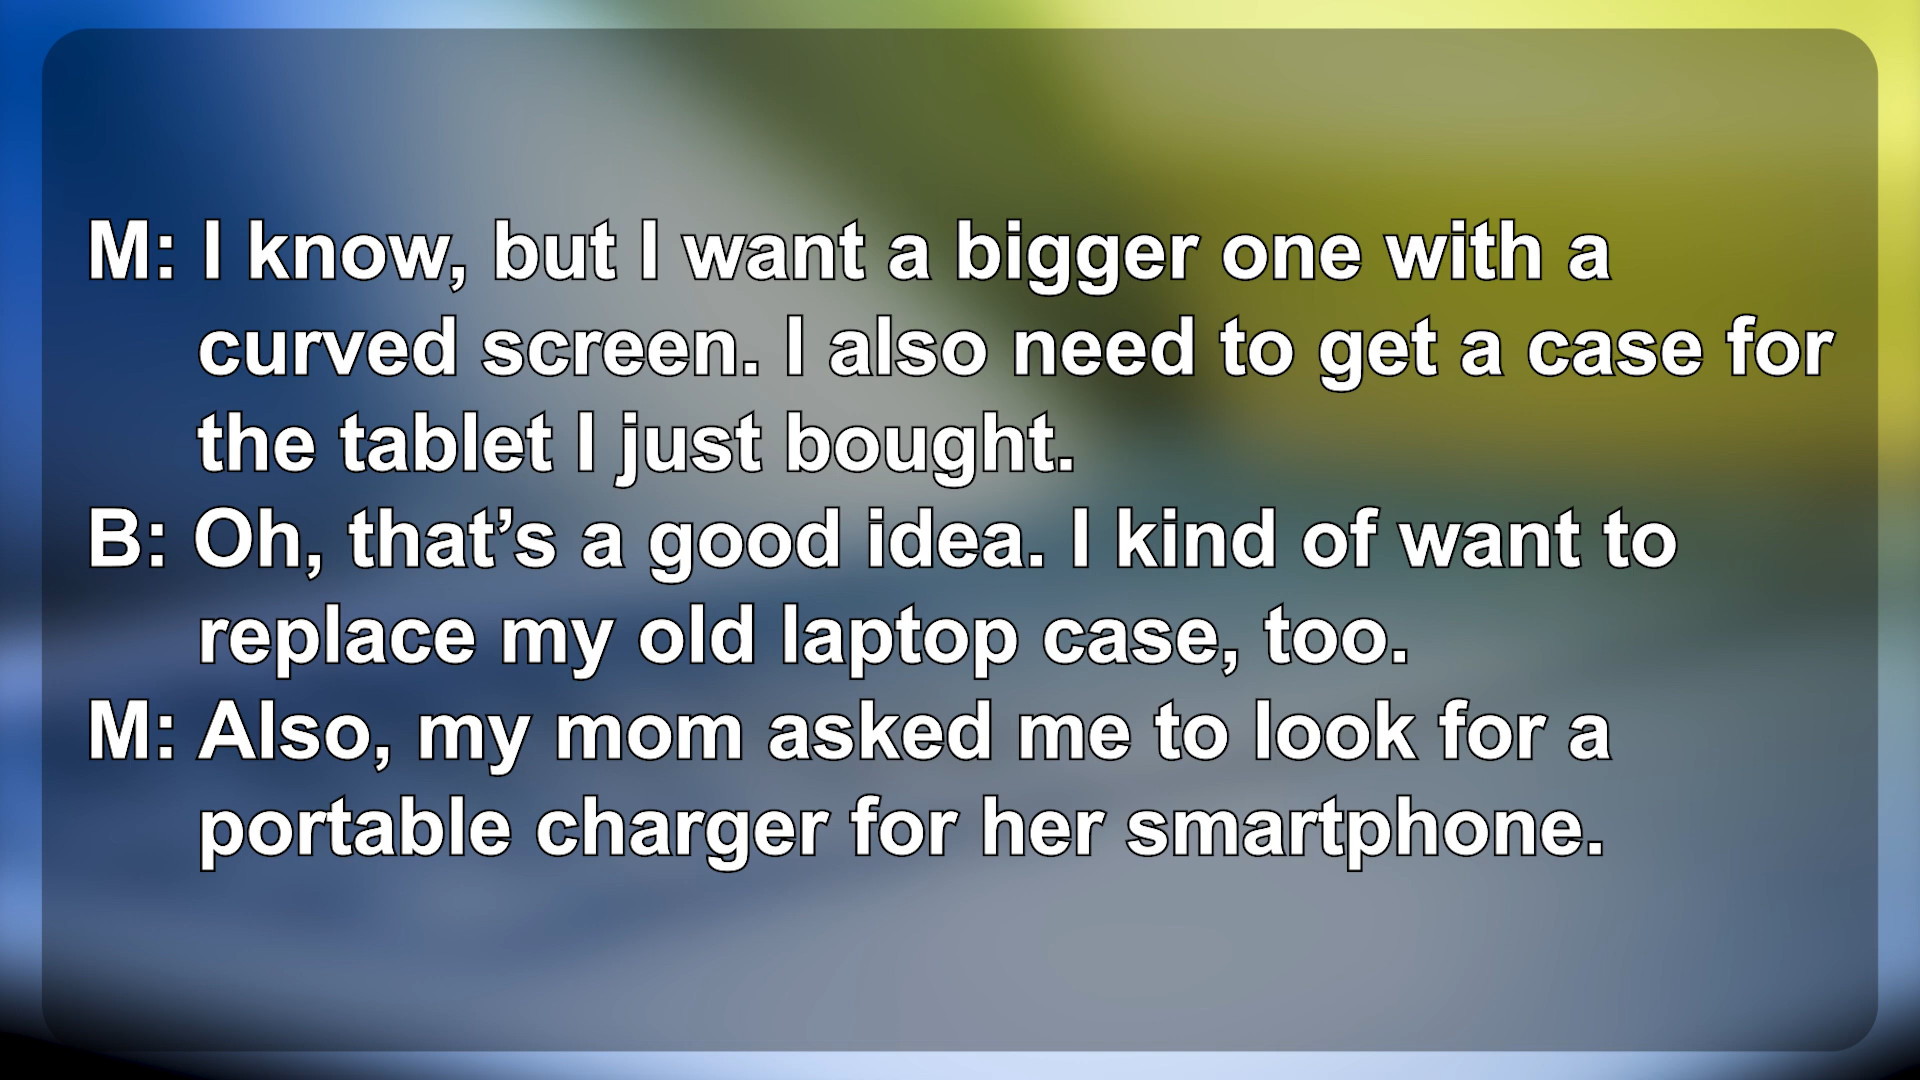 M: I know, but I want a bigger one with a
curved screen. I also need to get a case for
the tablet I just bought.
B: Oh, that’s a good idea. I kind of want to
replace my old laptop case, too.
M: Also, my mom asked me to look for a
portable charger for her smartphone.